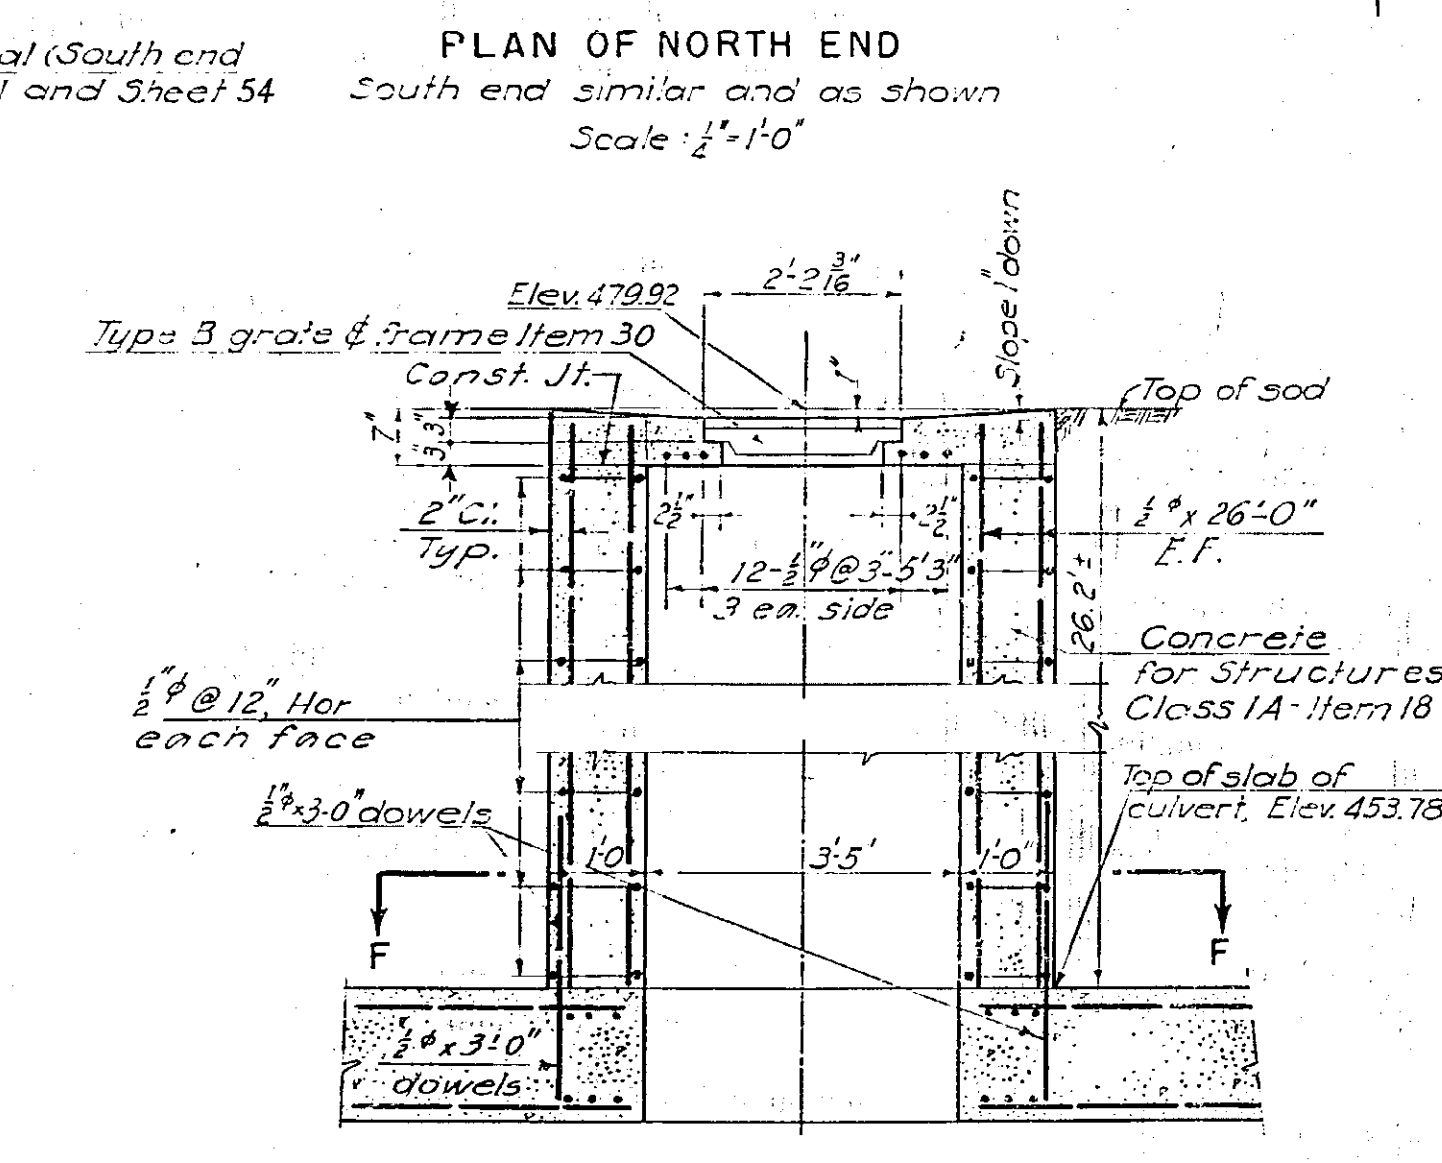 al (South end
and Sheet 54
PLAN OF NORTH END
South end similar and as shown
Scale : 1/4"=1'-0"
2'-2 3/16"
Slope 1" down
Elev. 479.92
Type B grate & frame Item 30
Const. Jt.
1"
Top of sod
7"
3"
3"
2" Cl.
Typ.
2 1/2"
2 1/2"
1/2"φ x 26'-0"
E.F.
12-1/2"φ@3"-5'3"
3 ea. side
26.2'±
Concrete
for Structures
Class 1A-Item 18
1/2"φ @ 12", Hor
each face
Top of slab of
culvert, Elev. 453.78
1/2"φx3'-0" dowels
1'-0
3'-5'
1'-0"
F
F
1/2 φ x 3'-0"
dowels